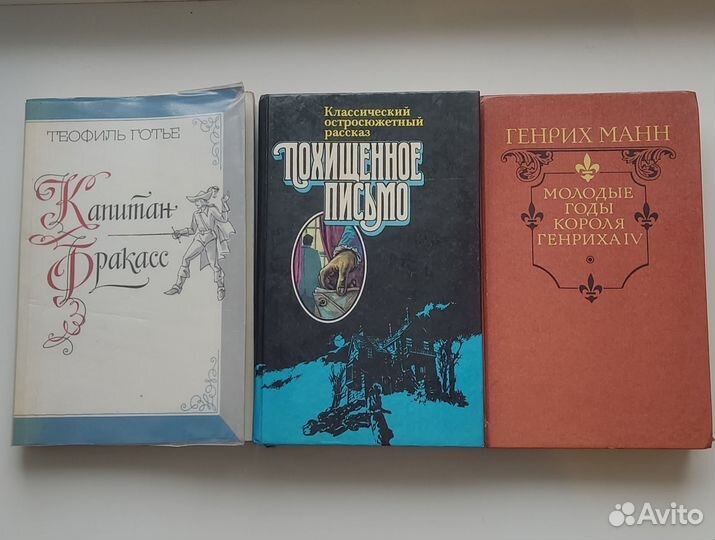 ТЕОФИЛЬ ГОТЬЕ
Капитан
Фракасс
Классический
остросюжетный
рассказ
ПОХИЩЕННОЕ
ПИСЬМО
ГЕНРИХ МАНН
МОЛОДЫЕ
ГОДЫ
КОРОЛЯ
ГЕНРИХА IV
Avito